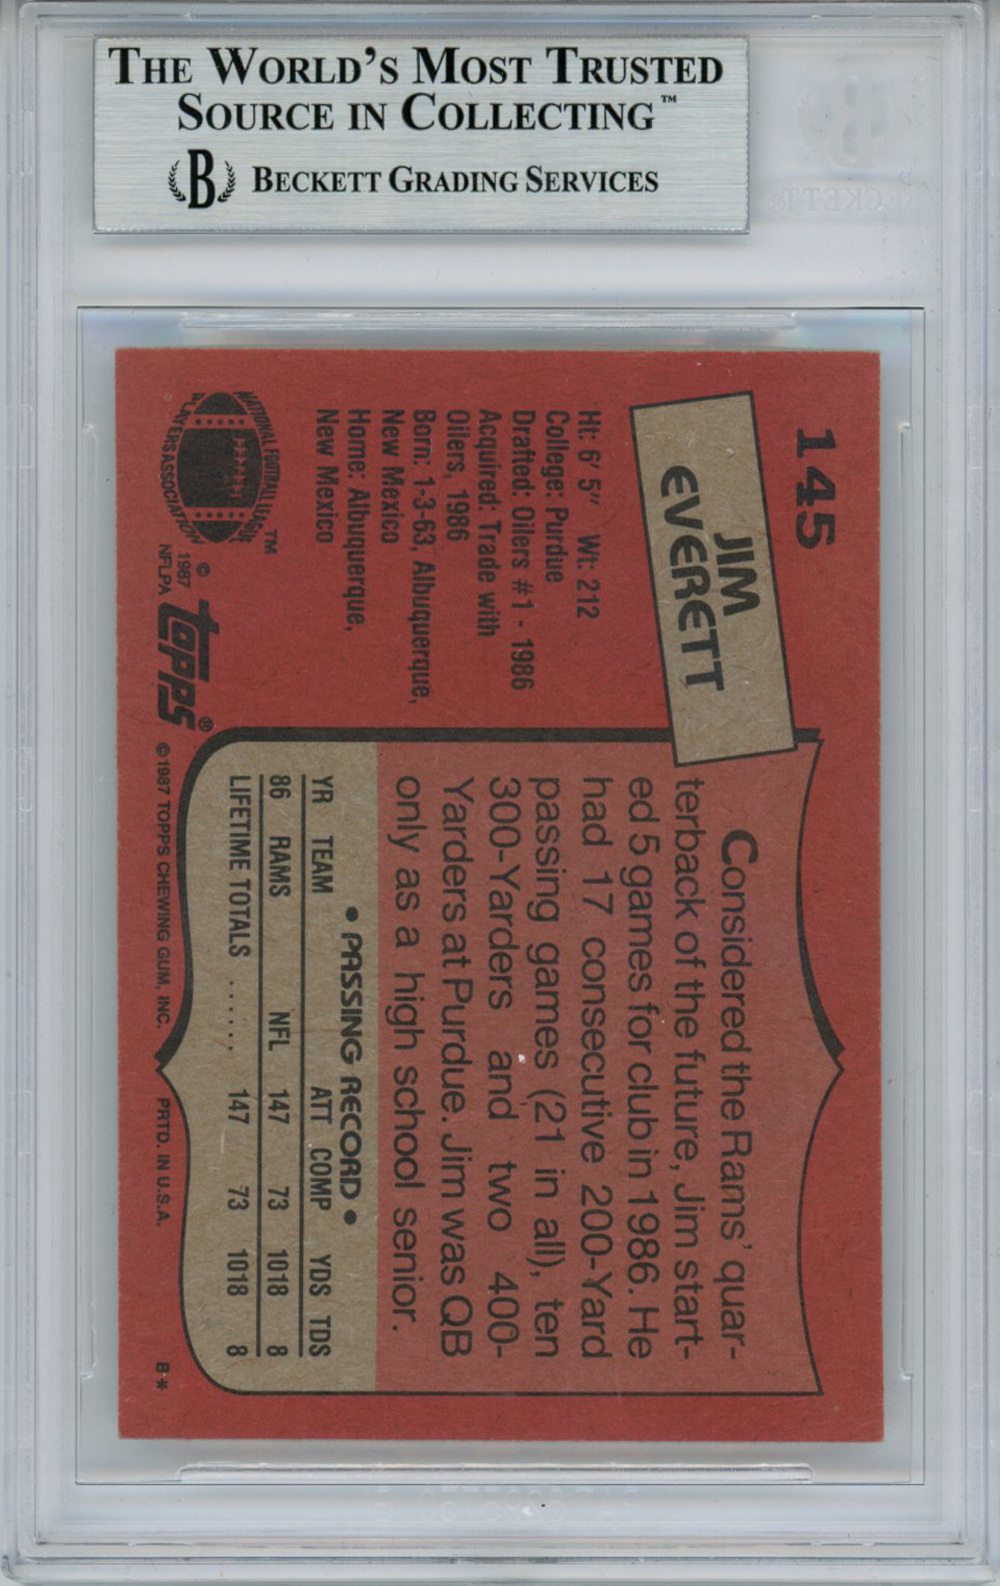 THE WORLD'S MOST TRUSTED
SOURCE IN COLLECTING™
B BECKETT GRADING SERVICES
145
JIM
EVERETT
Ht: 6' 5" Wt: 212
College: Purdue
Drafted: Oilers #1 - 1986
Acquired: Trade with
Oilers, 1986
Born: 1-3-63, Albuquerque,
New Mexico
Home: Albuquerque,
New Mexico
Considered the Rams' quar-
terback of the future, Jim start-
ed 5 games for club in 1986. He
had 17 consecutive 200-Yard
passing games (21 in all), ten
300-Yarders and two 400-
Yarders at Purdue. Jim was QB
only as a high school senior.
• PASSING RECORD •
YR TEAM ATT COMP YDS TDS
86 RAMS NFL 147 73 1018 8
LIFETIME TOTALS ...... 147 73 1018 8
NATIONAL FOOTBALL LEAGUE
PLAYERS ASSOCIATION
™
© 1987 NFLPA
topps® ©1987 TOPPS CHEWING GUM, INC. PRTD. IN U.S.A. B*